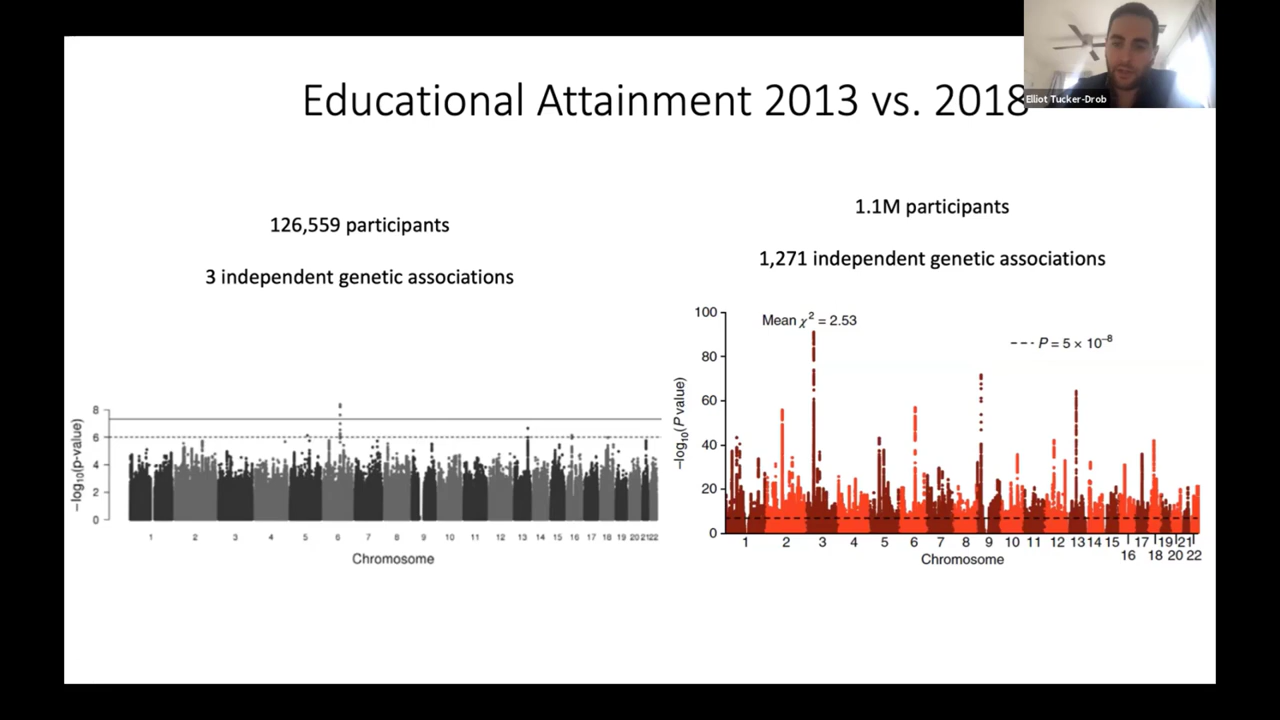 Elliot Tucker-Drob
Educational Attainment 2013 vs. 2018
126,559 participants
3 independent genetic associations
8
6
4
2
0
−log10(p-value)
1 2 3 4 5 6 7 8 9 10 11 12 13 14 15 16 17 18 19 20 21 22
Chromosome
1.1M participants
1,271 independent genetic associations
Mean χ² = 2.53
--- P = 5 × 10⁻⁸
100
80
60
40
20
0
−log10(P value)
1 2 3 4 5 6 7 8 9 10 11 12 13 14 15 17 19 21
16 18 20 22
Chromosome